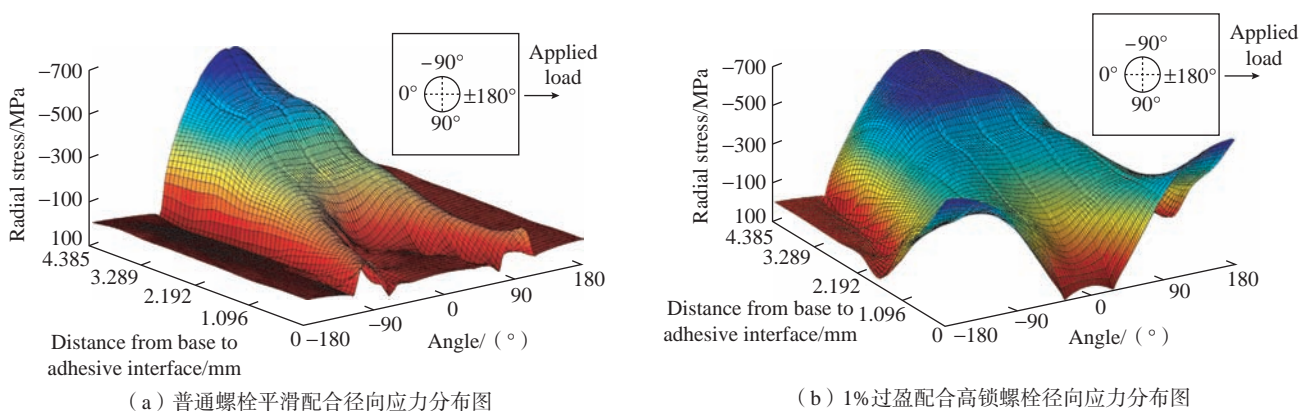 −700
−500
−300
−100
100
Radial stress/MPa
4.385
3.289
2.192
1.096
0
Distance from base to
adhesive interface/mm
−180
−90
0
90
180
Angle/（°）
−90°
0°
±180°
90°
Applied
load
（a）普通螺栓平滑配合径向应力分布图
−700
−500
−300
−100
100
Radial stress/MPa
4.385
3.289
2.192
1.096
0
Distance from base to
adhesive interface/mm
−180
−90
0
90
180
Angle/（°）
−90°
0°
±180°
90°
Applied
load
（b）1%过盈配合高锁螺栓径向应力分布图